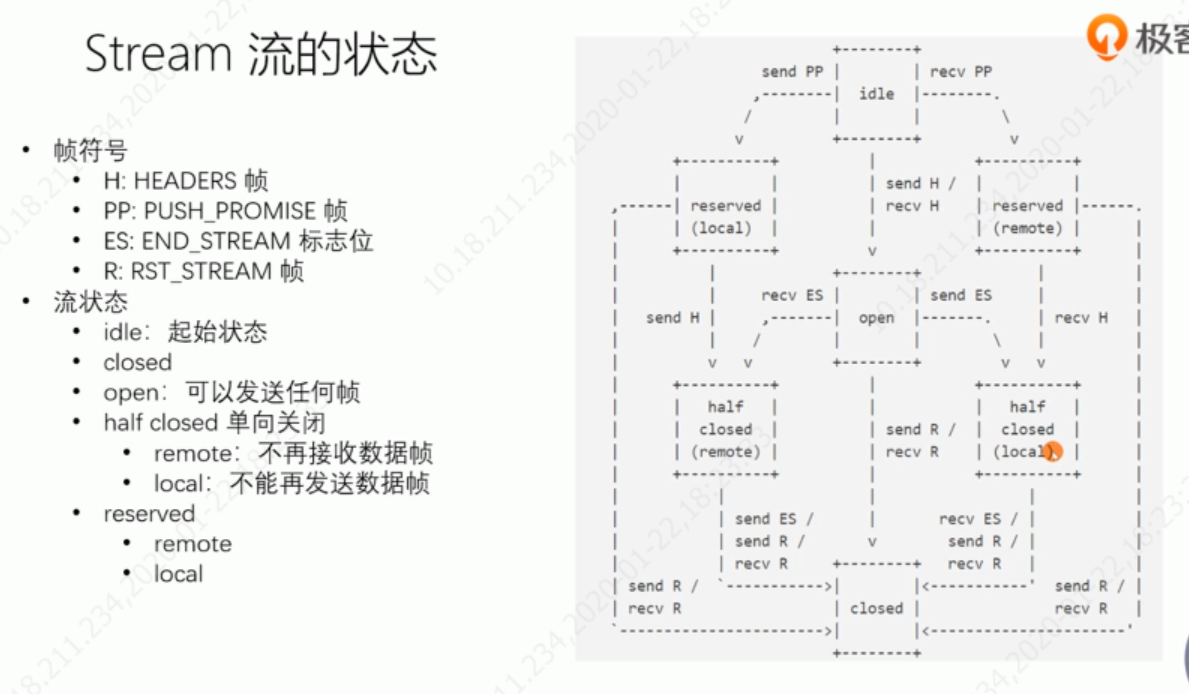 Stream 流的状态
极客
• 帧符号
• H: HEADERS 帧
• PP: PUSH_PROMISE 帧
• ES: END_STREAM 标志位
• R: RST_STREAM 帧
• 流状态
• idle：起始状态
• closed
• open：可以发送任何帧
• half closed 单向关闭
• remote：不再接收数据帧
• local：不能再发送数据帧
• reserved
• remote
• local
send PP
recv PP
idle
send H /
recv H
reserved
(local)
reserved
(remote)
recv ES
send ES
send H
open
recv H
half
closed
(remote)
send R /
recv R
half
closed
(local)
send ES /
send R /
recv R
recv ES /
send R /
recv R
send R /
recv R
closed
send R /
recv R